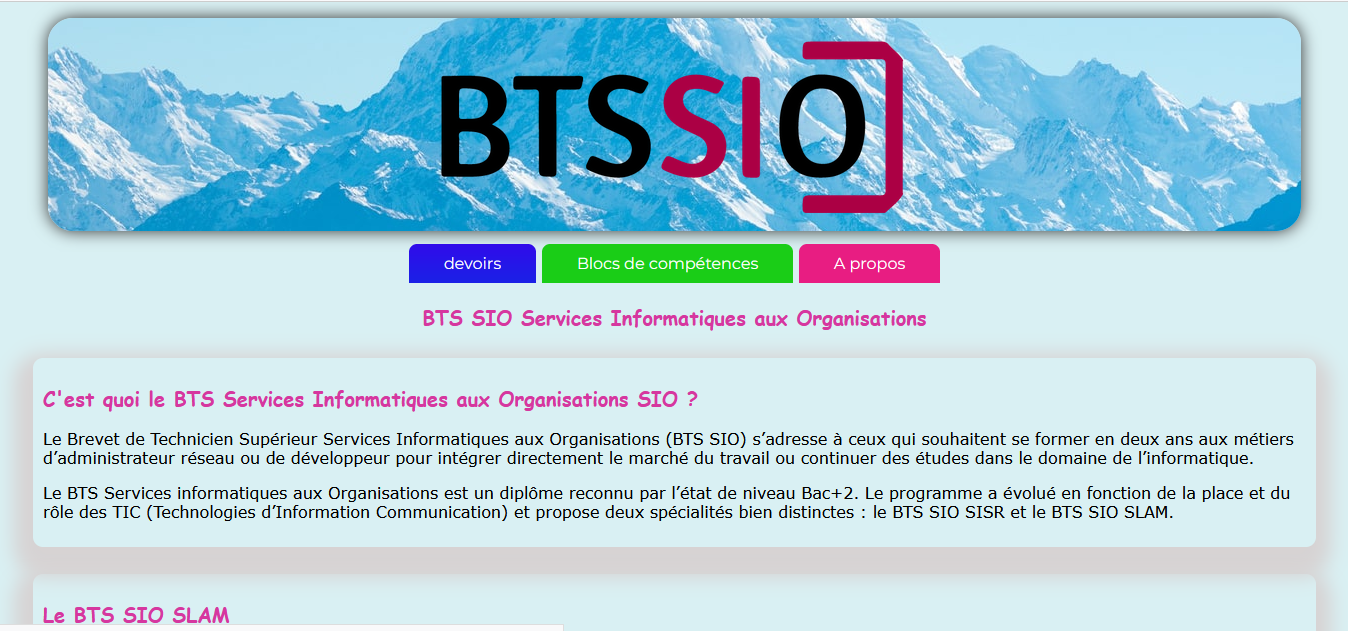 BTSSIO
devoirs
Blocs de compétences
A propos
BTS SIO Services Informatiques aux Organisations
C'est quoi le BTS Services Informatiques aux Organisations SIO ?
Le Brevet de Technicien Supérieur Services Informatiques aux Organisations (BTS SIO) s’adresse à ceux qui souhaitent se former en deux ans aux métiers
d’administrateur réseau ou de développeur pour intégrer directement le marché du travail ou continuer des études dans le domaine de l’informatique.
Le BTS Services informatiques aux Organisations est un diplôme reconnu par l’état de niveau Bac+2. Le programme a évolué en fonction de la place et du
rôle des TIC (Technologies d’Information Communication) et propose deux spécialités bien distinctes : le BTS SIO SISR et le BTS SIO SLAM.
Le BTS SIO SLAM